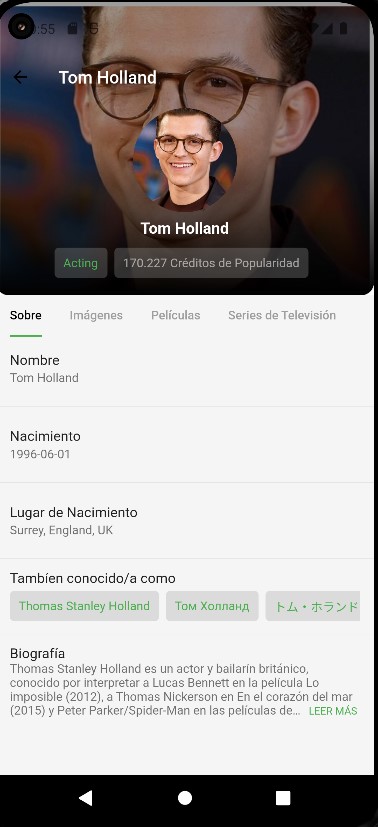 :55
Tom Holland
Tom Holland
Acting
170.227 Créditos de Popularidad
Sobre
Imágenes
Películas
Series de Televisión
Nombre
Tom Holland
Nacimiento
1996-06-01
Lugar de Nacimiento
Surrey, England, UK
Tambíen conocido/a como
Thomas Stanley Holland
Том Холланд
トム・ホランド
Biografía
Thomas Stanley Holland es un actor y bailarín británico,
conocido por interpretar a Lucas Bennett en la película Lo
imposible (2012), a Thomas Nickerson en En el corazón del mar
(2015) y Peter Parker/Spider-Man en las películas de... LEER MÁS